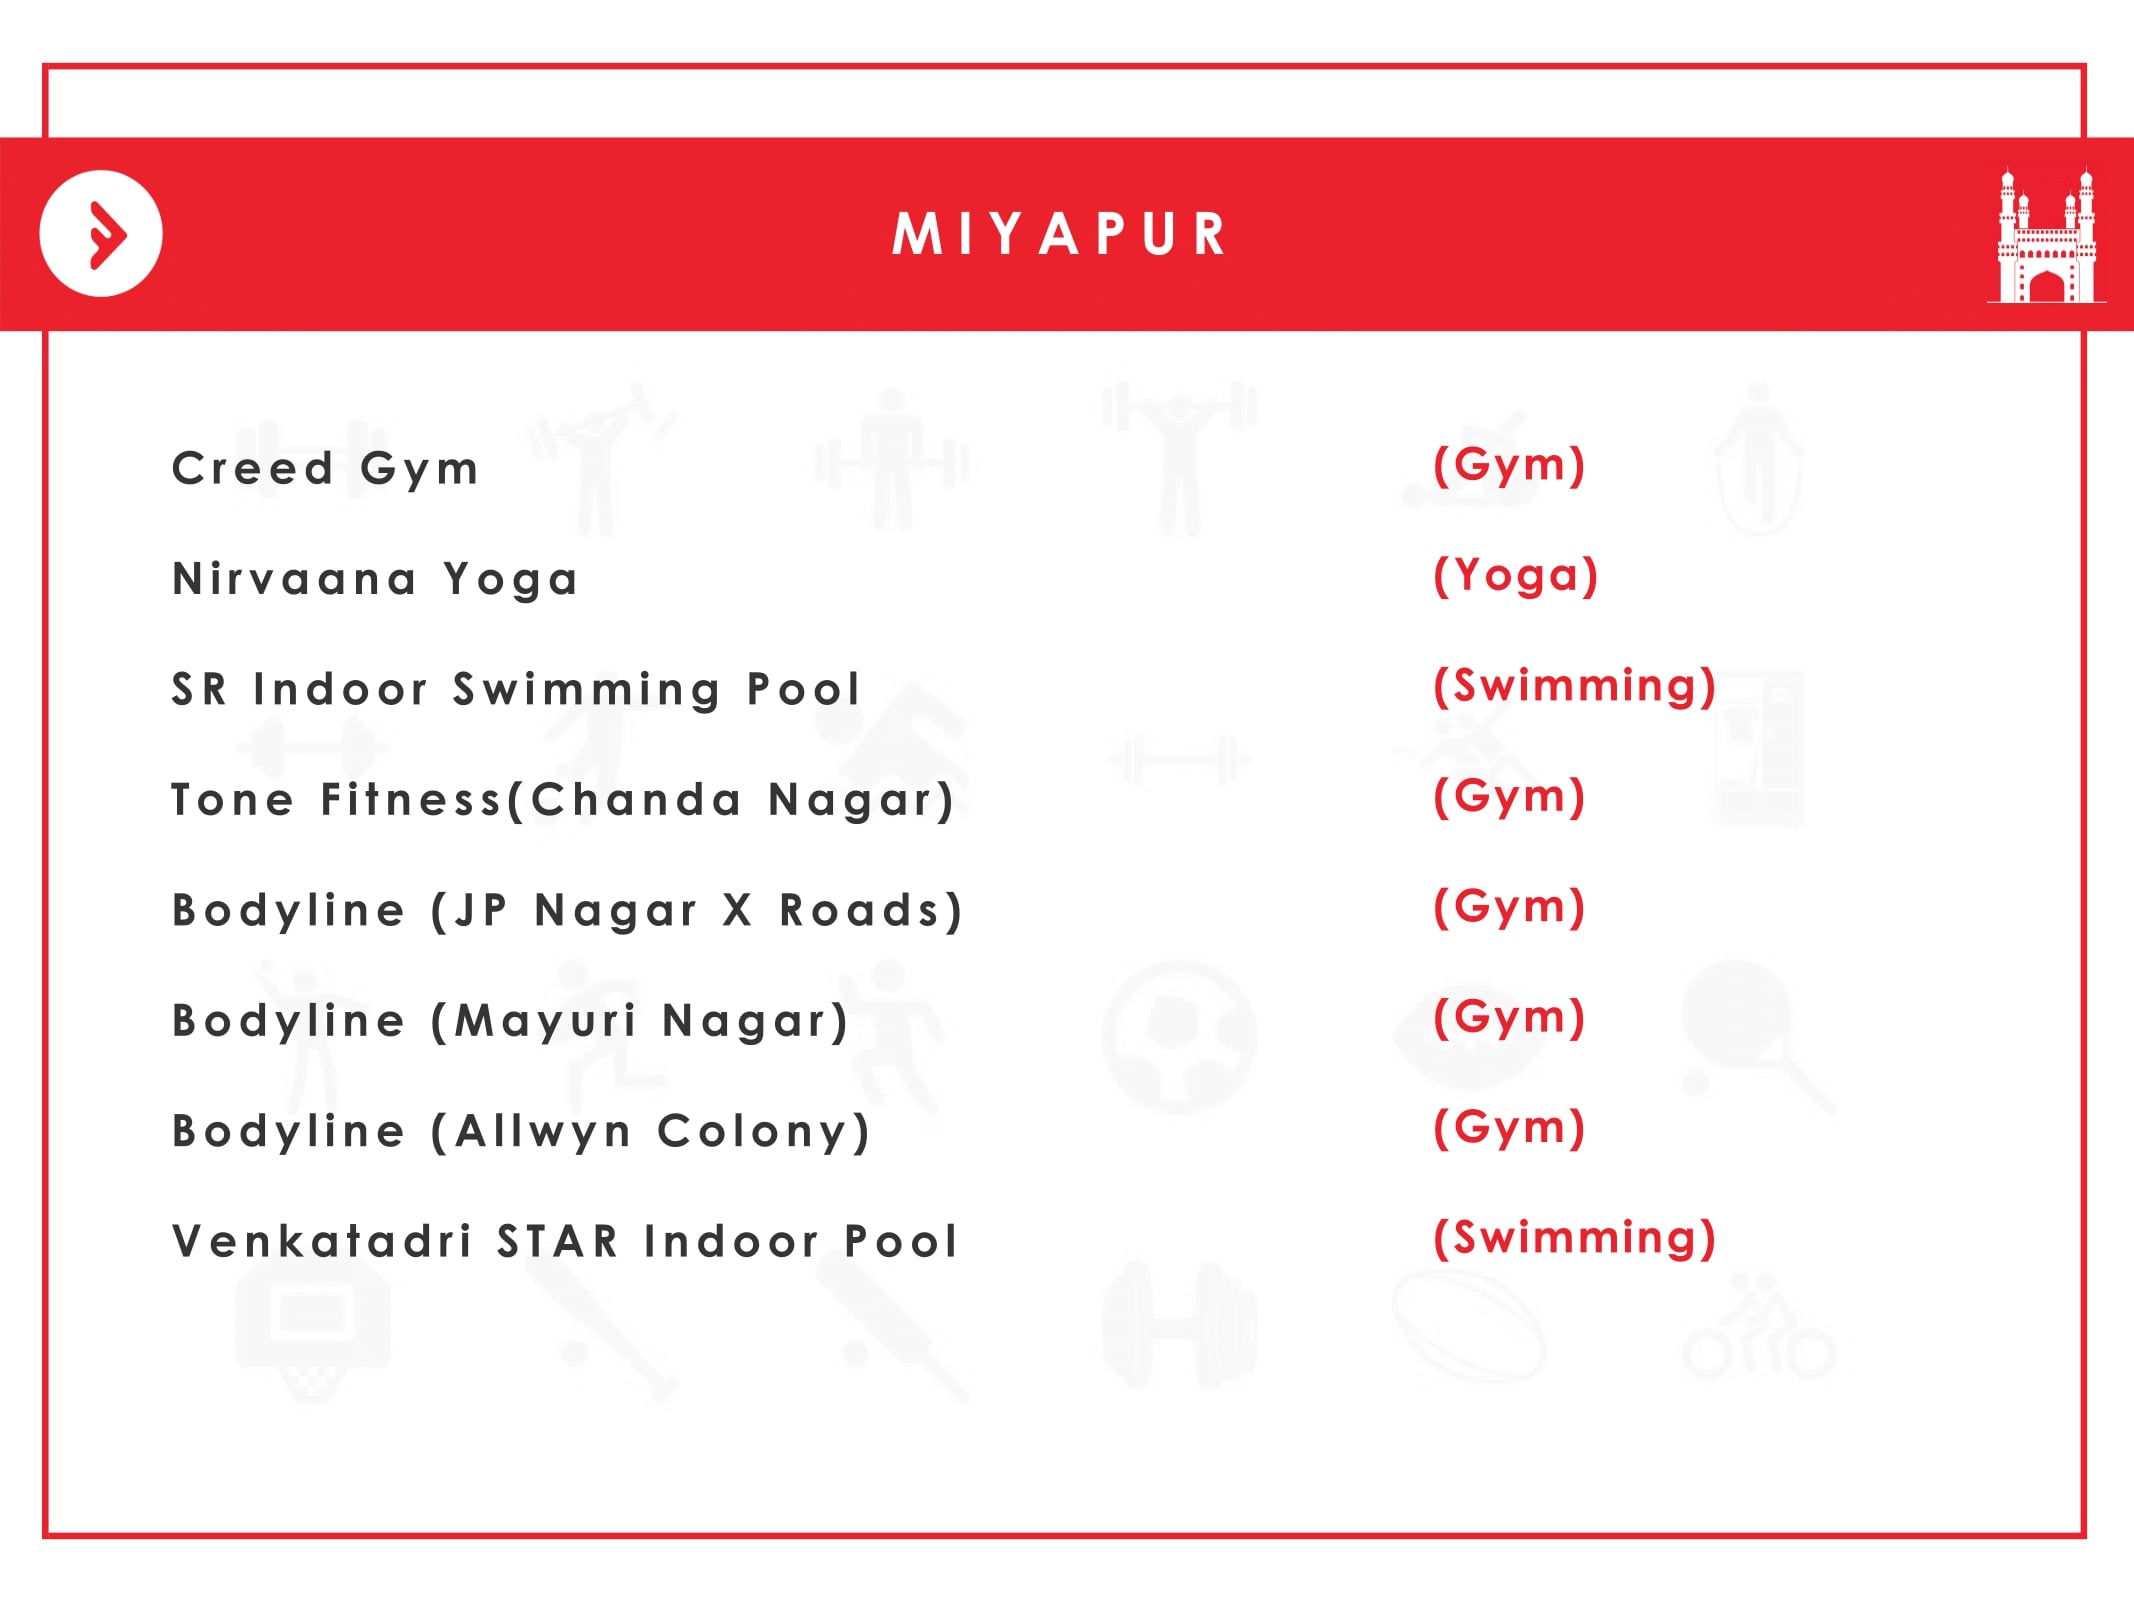 MIYAPUR
Creed Gym (Gym)
Nirvaana Yoga (Yoga)
SR Indoor Swimming Pool (Swimming)
Tone Fitness(Chanda Nagar) (Gym)
Bodyline (JP Nagar X Roads) (Gym)
Bodyline (Mayuri Nagar) (Gym)
Bodyline (Allwyn Colony) (Gym)
Venkatadri STAR Indoor Pool (Swimming)